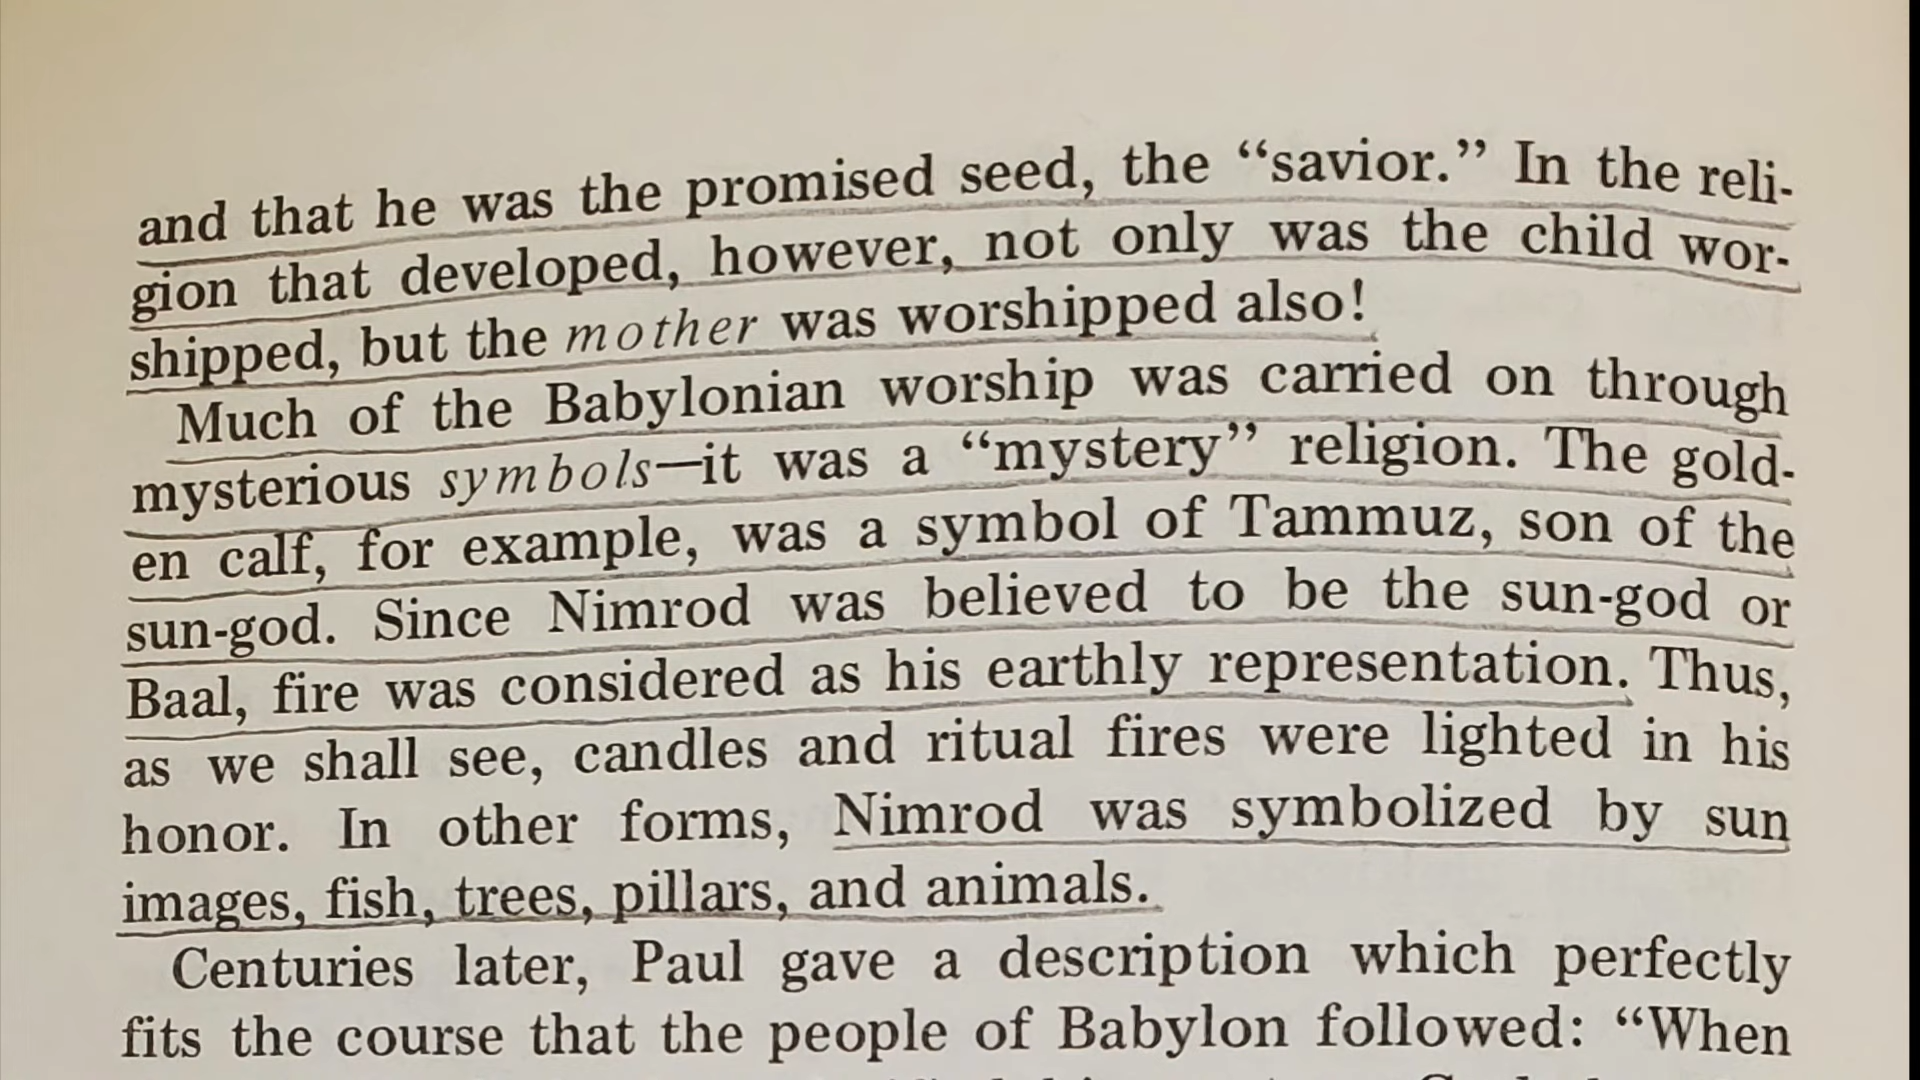 and that he was the promised seed, the “savior.” In the reli-
gion that developed, however, not only was the child wor-
shipped, but the mother was worshipped also!
Much of the Babylonian worship was carried on through
mysterious symbols—it was a “mystery” religion. The gold-
en calf, for example, was a symbol of Tammuz, son of the
sun-god. Since Nimrod was believed to be the sun-god or
Baal, fire was considered as his earthly representation. Thus,
as we shall see, candles and ritual fires were lighted in his
honor. In other forms, Nimrod was symbolized by sun
images, fish, trees, pillars, and animals.
Centuries later, Paul gave a description which perfectly
fits the course that the people of Babylon followed: “When